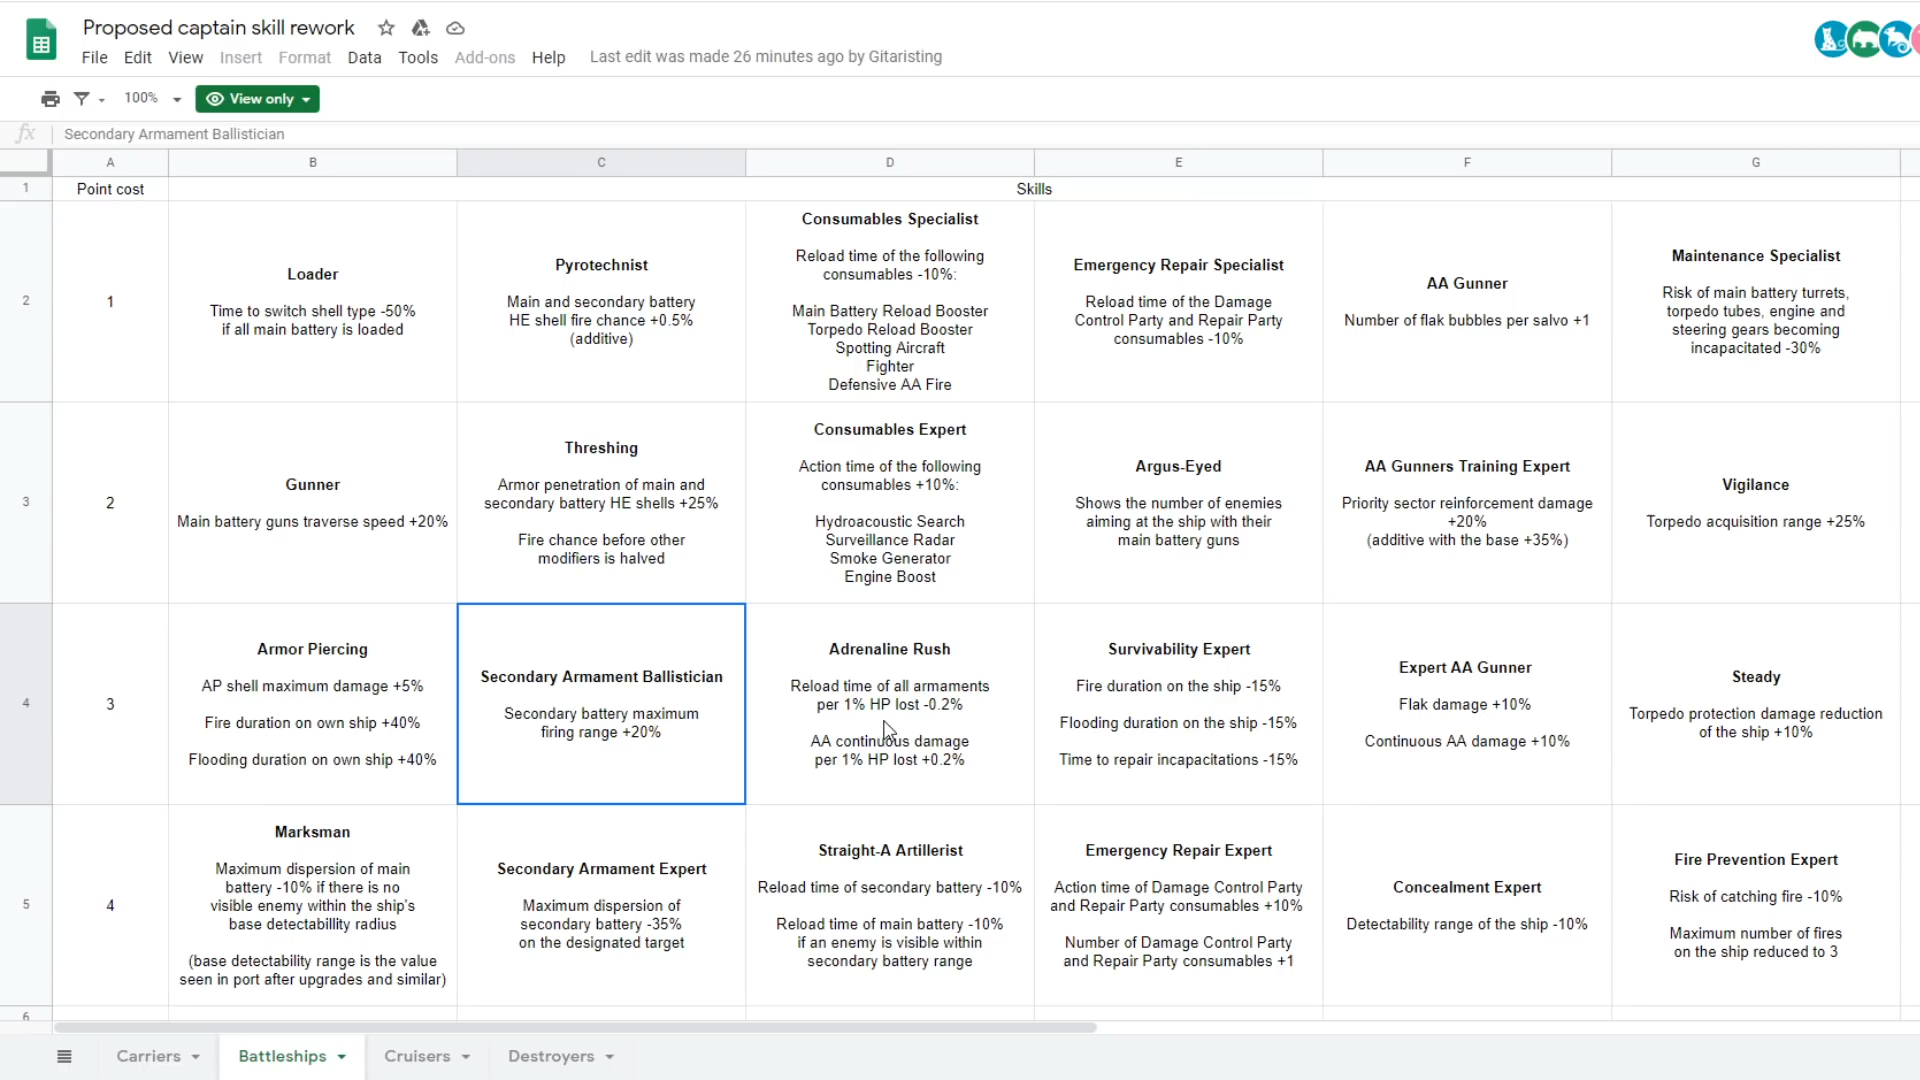 Proposed captain skill rework
File Edit View Insert Format Data Tools Add-ons Help Last edit was made 26 minutes ago by Gitaristing
100% View only
fx Secondary Armament Ballistician
A B C D E F G
1 Point cost Skills
2
1
Loader
Time to switch shell type -50%
if all main battery is loaded
Pyrotechnist
Main and secondary battery
HE shell fire chance +0.5%
(additive)
Consumables Specialist
Reload time of the following
consumables -10%:
Main Battery Reload Booster
Torpedo Reload Booster
Spotting Aircraft
Fighter
Defensive AA Fire
Emergency Repair Specialist
Reload time of the Damage
Control Party and Repair Party
consumables -10%
AA Gunner
Number of flak bubbles per salvo +1
Maintenance Specialist
Risk of main battery turrets,
torpedo tubes, engine and
steering gears becoming
incapacitated -30%
3
2
Gunner
Main battery guns traverse speed +20%
Threshing
Armor penetration of main and
secondary battery HE shells +25%
Fire chance before other
modifiers is halved
Consumables Expert
Action time of the following
consumables +10%:
Hydroacoustic Search
Surveillance Radar
Smoke Generator
Engine Boost
Argus-Eyed
Shows the number of enemies
aiming at the ship with their
main battery guns
AA Gunners Training Expert
Priority sector reinforcement damage
+20%
(additive with the base +35%)
Vigilance
Torpedo acquisition range +25%
4
3
Armor Piercing
AP shell maximum damage +5%
Fire duration on own ship +40%
Flooding duration on own ship +40%
Secondary Armament Ballistician
Secondary battery maximum
firing range +20%
Adrenaline Rush
Reload time of all armaments
per 1% HP lost -0.2%
AA continuous damage
per 1% HP lost +0.2%
Survivability Expert
Fire duration on the ship -15%
Flooding duration on the ship -15%
Time to repair incapacitations -15%
Expert AA Gunner
Flak damage +10%
Continuous AA damage +10%
Steady
Torpedo protection damage reduction
of the ship +10%
5
4
Marksman
Maximum dispersion of main
battery -10% if there is no
visible enemy within the ship's
base detectabillity radius
(base detectability range is the value
seen in port after upgrades and similar)
Secondary Armament Expert
Maximum dispersion of
secondary battery -35%
on the designated target
Straight-A Artillerist
Reload time of secondary battery -10%
Reload time of main battery -10%
if an enemy is visible within
secondary battery range
Emergency Repair Expert
Action time of Damage Control Party
and Repair Party consumables +10%
Number of Damage Control Party
and Repair Party consumables +1
Concealment Expert
Detectability range of the ship -10%
Fire Prevention Expert
Risk of catching fire -10%
Maximum number of fires
on the ship reduced to 3
6
Carriers Battleships Cruisers Destroyers